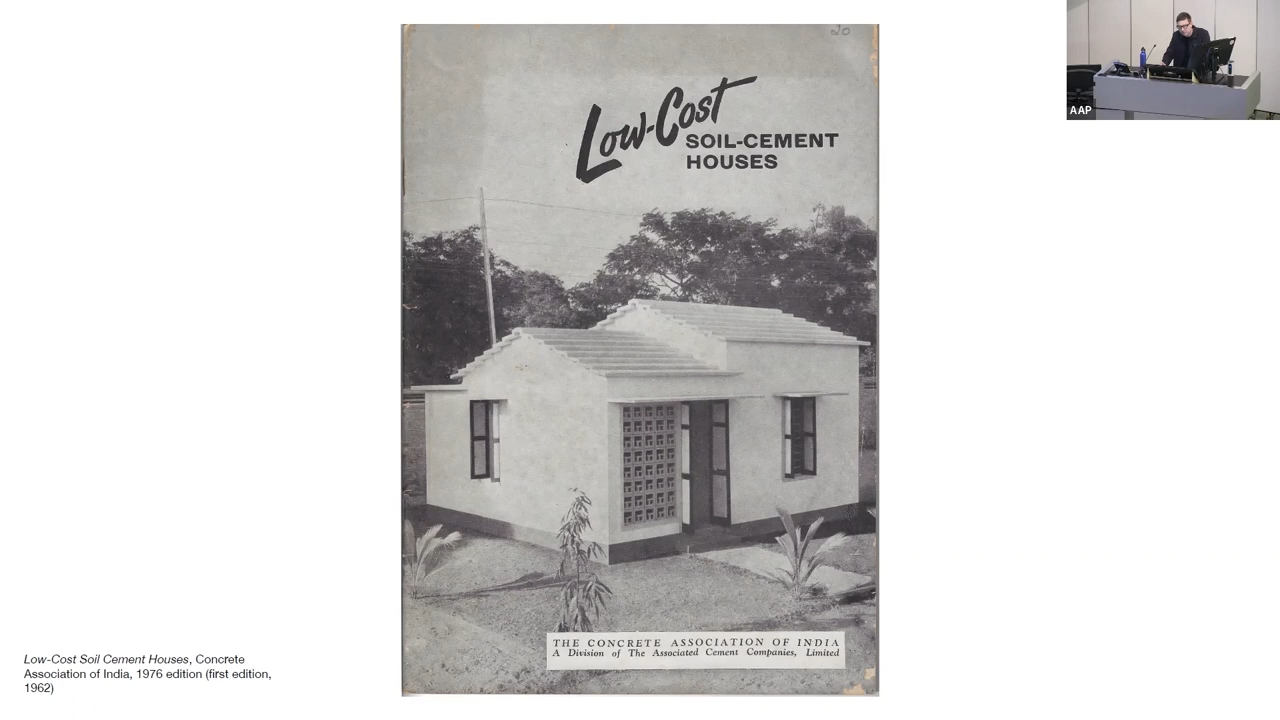 20
Low-Cost
SOIL-CEMENT
HOUSES
THE CONCRETE ASSOCIATION OF INDIA
A Division of The Associated Cement Companies, Limited
Low-Cost Soil Cement Houses, Concrete
Association of India, 1976 edition (first edition,
1962)
AAP